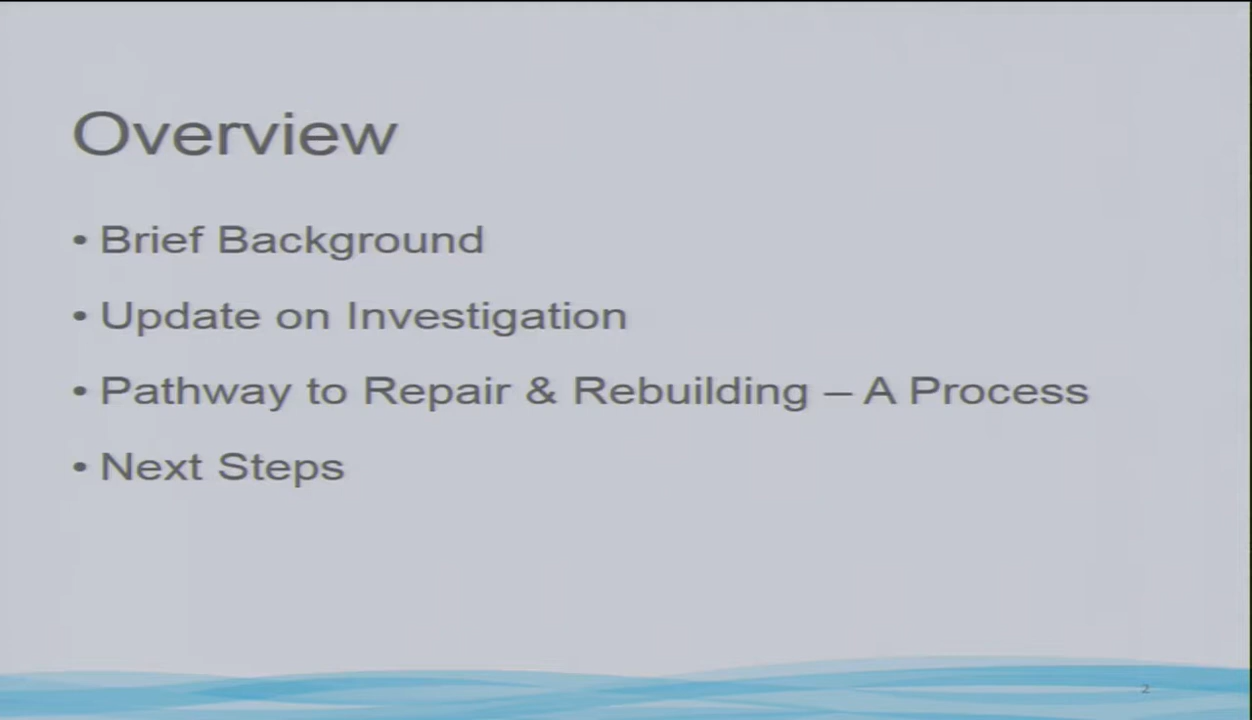 Overview
• Brief Background
• Update on Investigation
• Pathway to Repair & Rebuilding – A Process
• Next Steps
2